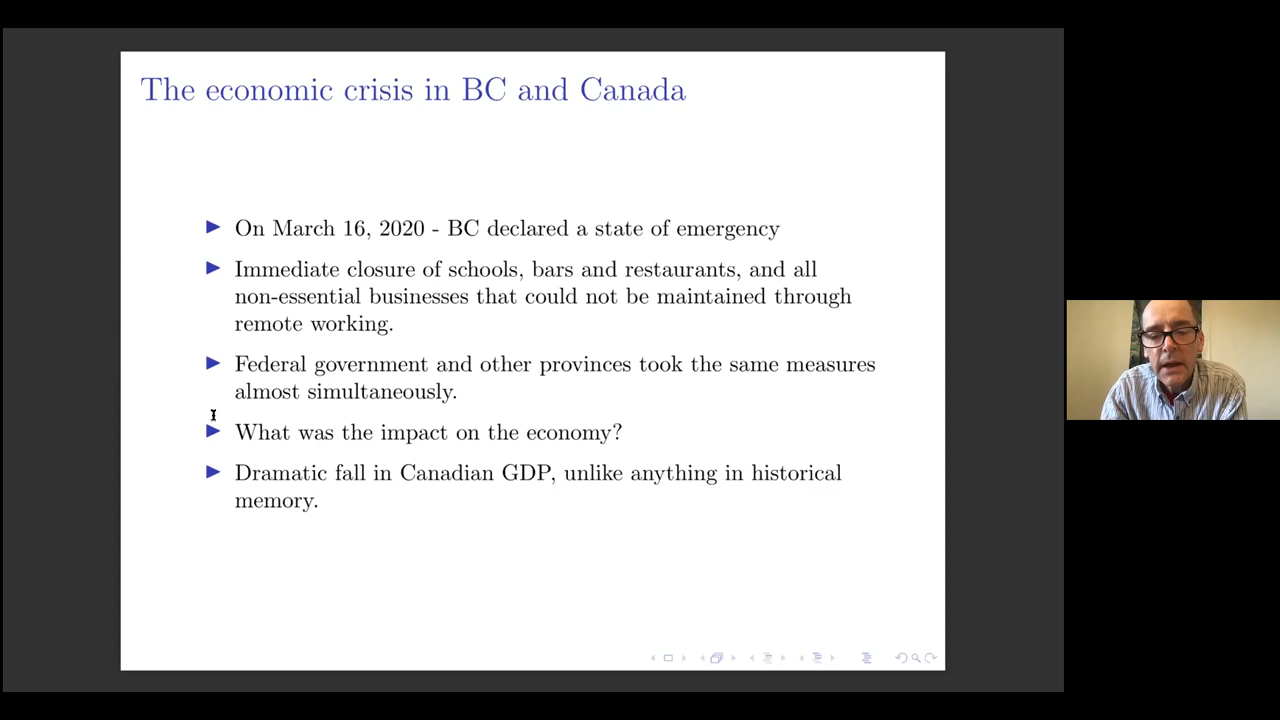 The economic crisis in BC and Canada
On March 16, 2020 - BC declared a state of emergency
Immediate closure of schools, bars and restaurants, and all
non-essential businesses that could not be maintained through
remote working.
Federal government and other provinces took the same measures
almost simultaneously.
What was the impact on the economy?
Dramatic fall in Canadian GDP, unlike anything in historical
memory.